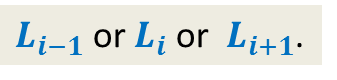 L_{i-1} or L_i or L_{i+1}.